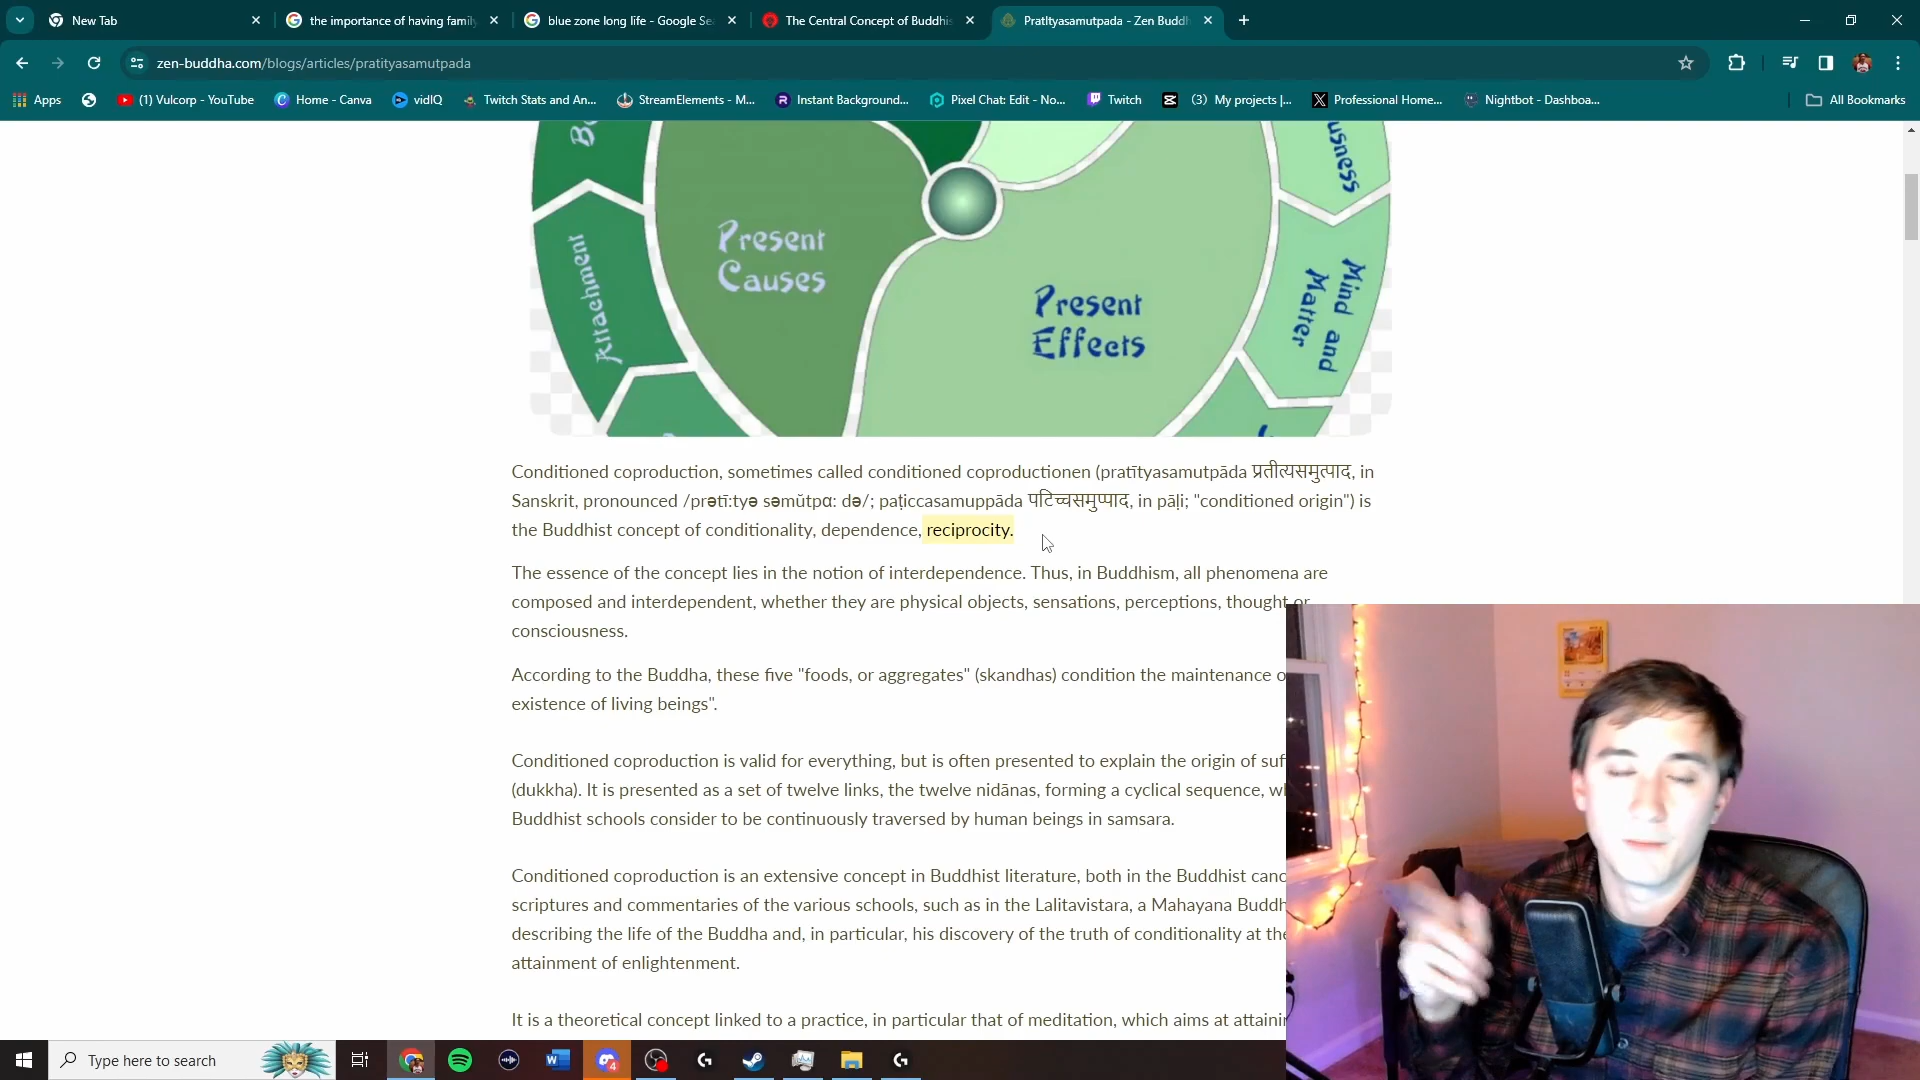 New Tab
the importance of having family
blue zone long life - Google Se
The Central Concept of Buddhis
Pratītyasamutpada - Zen Buddh
zen-buddha.com/blogs/articles/pratityasamutpada
Apps
(1) Vulcorp - YouTube
Home - Canva
vidIQ
Twitch Stats and An...
StreamElements - M...
Instant Background...
Pixel Chat: Edit - No...
Twitch
(3) My projects |...
Professional Home...
Nightbot - Dashboa...
All Bookmarks
Attachment
Present
Causes
Present
Effects
Mind and
Matter
Conditioned coproduction, sometimes called conditioned coproductionen (pratītyasamutpāda प्रतीत्यसमुत्पाद, in
Sanskrit, pronounced /prətīːtyə səmŭtpɑː də/; paṭiccasamuppāda पटिच्चसमुप्पाद, in pāḷi; "conditioned origin") is
the Buddhist concept of conditionality, dependence, reciprocity.
The essence of the concept lies in the notion of interdependence. Thus, in Buddhism, all phenomena are
composed and interdependent, whether they are physical objects, sensations, perceptions, thought or
consciousness.
According to the Buddha, these five "foods, or aggregates" (skandhas) condition the maintenance o
existence of living beings".
Conditioned coproduction is valid for everything, but is often presented to explain the origin of suf
(dukkha). It is presented as a set of twelve links, the twelve nidānas, forming a cyclical sequence, wh
Buddhist schools consider to be continuously traversed by human beings in samsara.
Conditioned coproduction is an extensive concept in Buddhist literature, both in the Buddhist cano
scriptures and commentaries of the various schools, such as in the Lalitavistara, a Mahayana Buddh
describing the life of the Buddha and, in particular, his discovery of the truth of conditionality at the
attainment of enlightenment.
It is a theoretical concept linked to a practice, in particular that of meditation, which aims at attainin
Type here to search